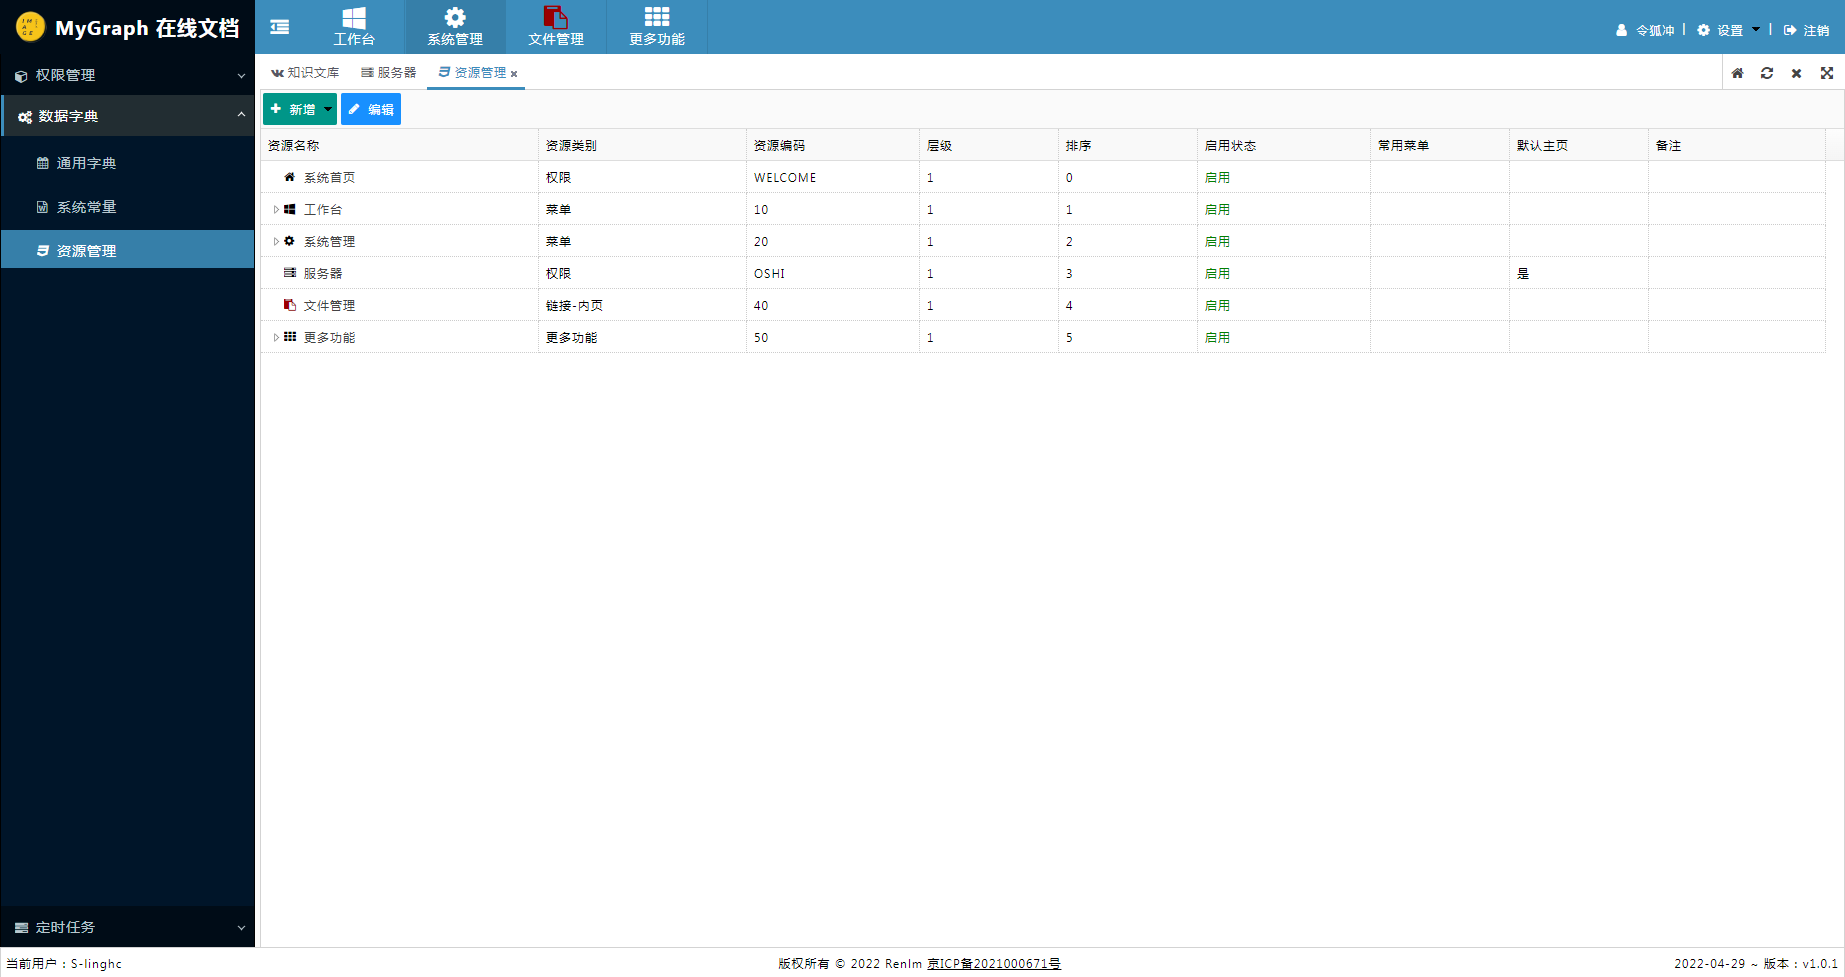 MyGraph 在线文档
工作台
系统管理
文件管理
更多功能
令狐冲
设置
注销
权限管理
数据字典
通用字典
系统常量
资源管理
定时任务
知识文库
服务器
资源管理
新增
编辑
资源名称 资源类别 资源编码 层级 排序 启用状态 常用菜单 默认主页 备注
系统首页 权限 WELCOME 1 0 启用
工作台 菜单 10 1 1 启用
系统管理 菜单 20 1 2 启用
服务器 权限 OSHI 1 3 启用 是
文件管理 链接-内页 40 1 4 启用
更多功能 更多功能 50 1 5 启用
当前用户：S-linghc
版权所有 © 2022 Renlm 京ICP备2021000671号
2022-04-29 ~ 版本：v1.0.1